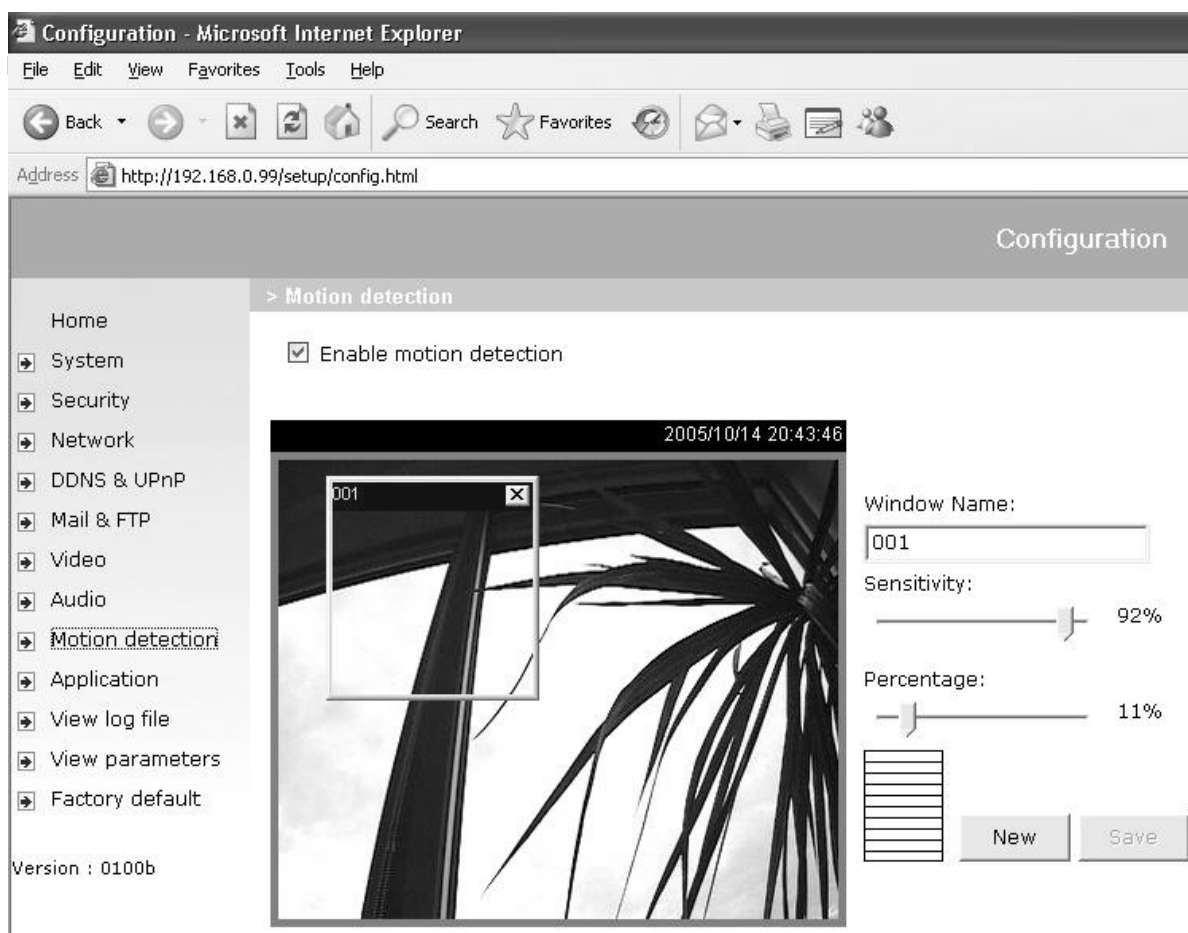 Configuration - Microsoft Internet Explorer
File Edit View Favorites Tools Help
Back Search Favorites
Address http://192.168.0.99/setup/config.html
Configuration
> Motion detection
Home
System
Security
Network
DDNS & UPnP
Mail & FTP
Video
Audio
Motion detection
Application
View log file
View parameters
Factory default
Version : 0100b
Enable motion detection
2005/10/14 20:43:46
001
Window Name:
001
Sensitivity:
92%
Percentage:
11%
New Save